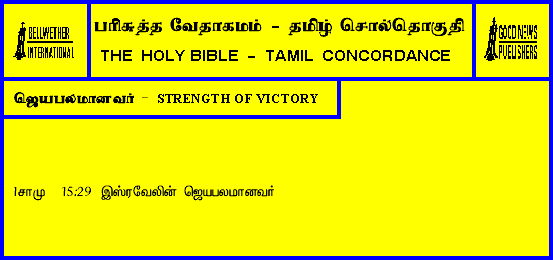 BELLWETHER
INTERNATIONAL
பரிசுத்த வேதாகமம் - தமிழ் சொல்தொகுதி
THE HOLY BIBLE - TAMIL CONCORDANCE
GOOD NEWS
PUBLISHERS
ஜெயபலமானவர் - STRENGTH OF VICTORY
1சாமு 15:29 இஸ்ரவேலின் ஜெயபலமானவர்